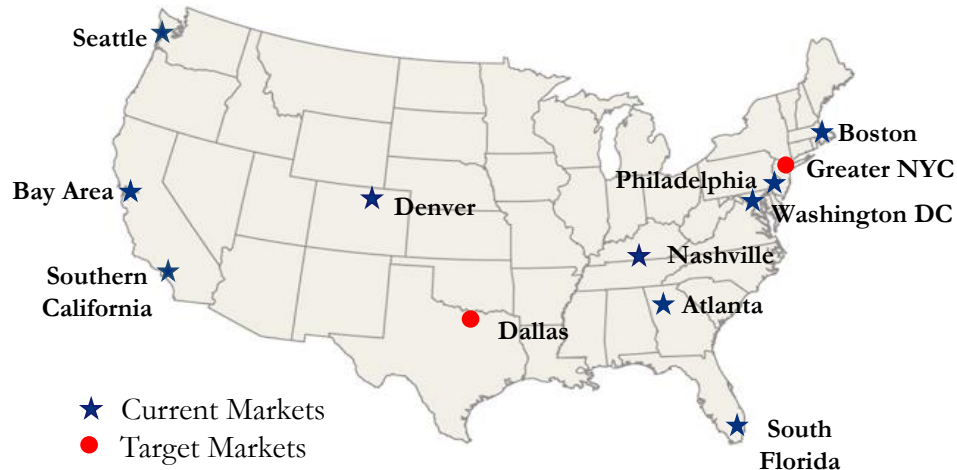 Seattle
Boston
Greater NYC
Philadelphia
Bay Area
Denver
Washington DC
Nashville
Southern
California
Atlanta
Dallas
Current Markets
Target Markets
South
Florida